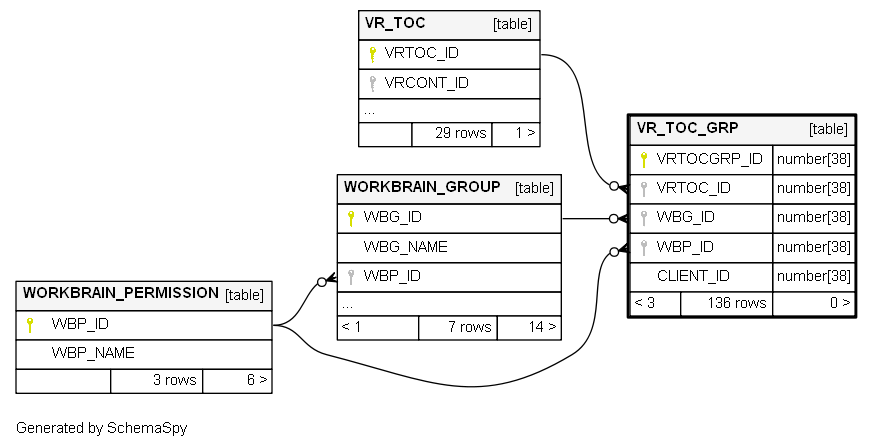 VR_TOC [table]
VRTOC_ID
VRCONT_ID
...
29 rows 1 >
VR_TOC_GRP [table]
VRTOCGRP_ID number[38]
VRTOC_ID number[38]
WBG_ID number[38]
WBP_ID number[38]
CLIENT_ID number[38]
< 3 136 rows 0 >
WORKBRAIN_GROUP [table]
WBG_ID
WBG_NAME
WBP_ID
...
< 1 7 rows 14 >
WORKBRAIN_PERMISSION [table]
WBP_ID
WBP_NAME
3 rows 6 >
Generated by SchemaSpy